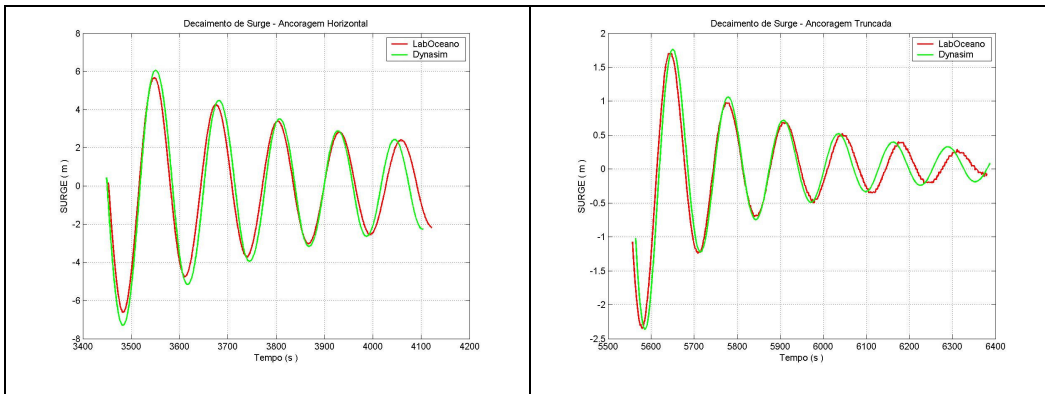 Decaimento de Surge - Ancoragem Horizontal
8
6
4
2
0
-2
-4
-6
-8
SURGE ( m )
LabOceano
Dynasim
3400 3500 3600 3700 3800 3900 4000 4100 4200
Tempo (s )
Decaimento de Surge - Ancoragem Truncada
2
1.5
1
0.5
0
-0.5
-1
-1.5
-2
-2.5
SURGE ( m )
LabOceano
Dynasim
5500 5600 5700 5800 5900 6000 6100 6200 6300 6400
Tempo (s )